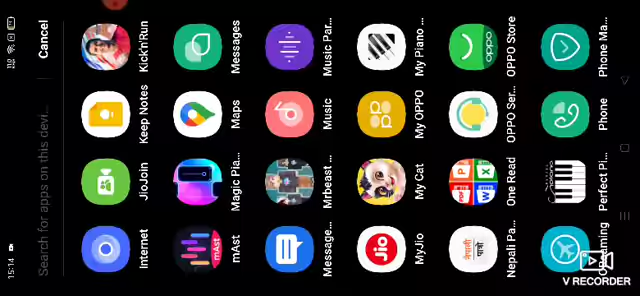 15:14
Search for apps on this devi... Cancel
Internet JioJoin Keep Notes Kick'n'Run
mAst
mAst Magic Pla... Maps Messages
Message... Mrbeast ... Music Music Par...
Jio
MyJio My Cat My OPPO My Piano ...
नेपाली पात्रो P X W oppo
Nepali Pa... One Read OPPO Ser... OPPO Store
Perfect Pi... Phone Phone Ma...
V RECORDER